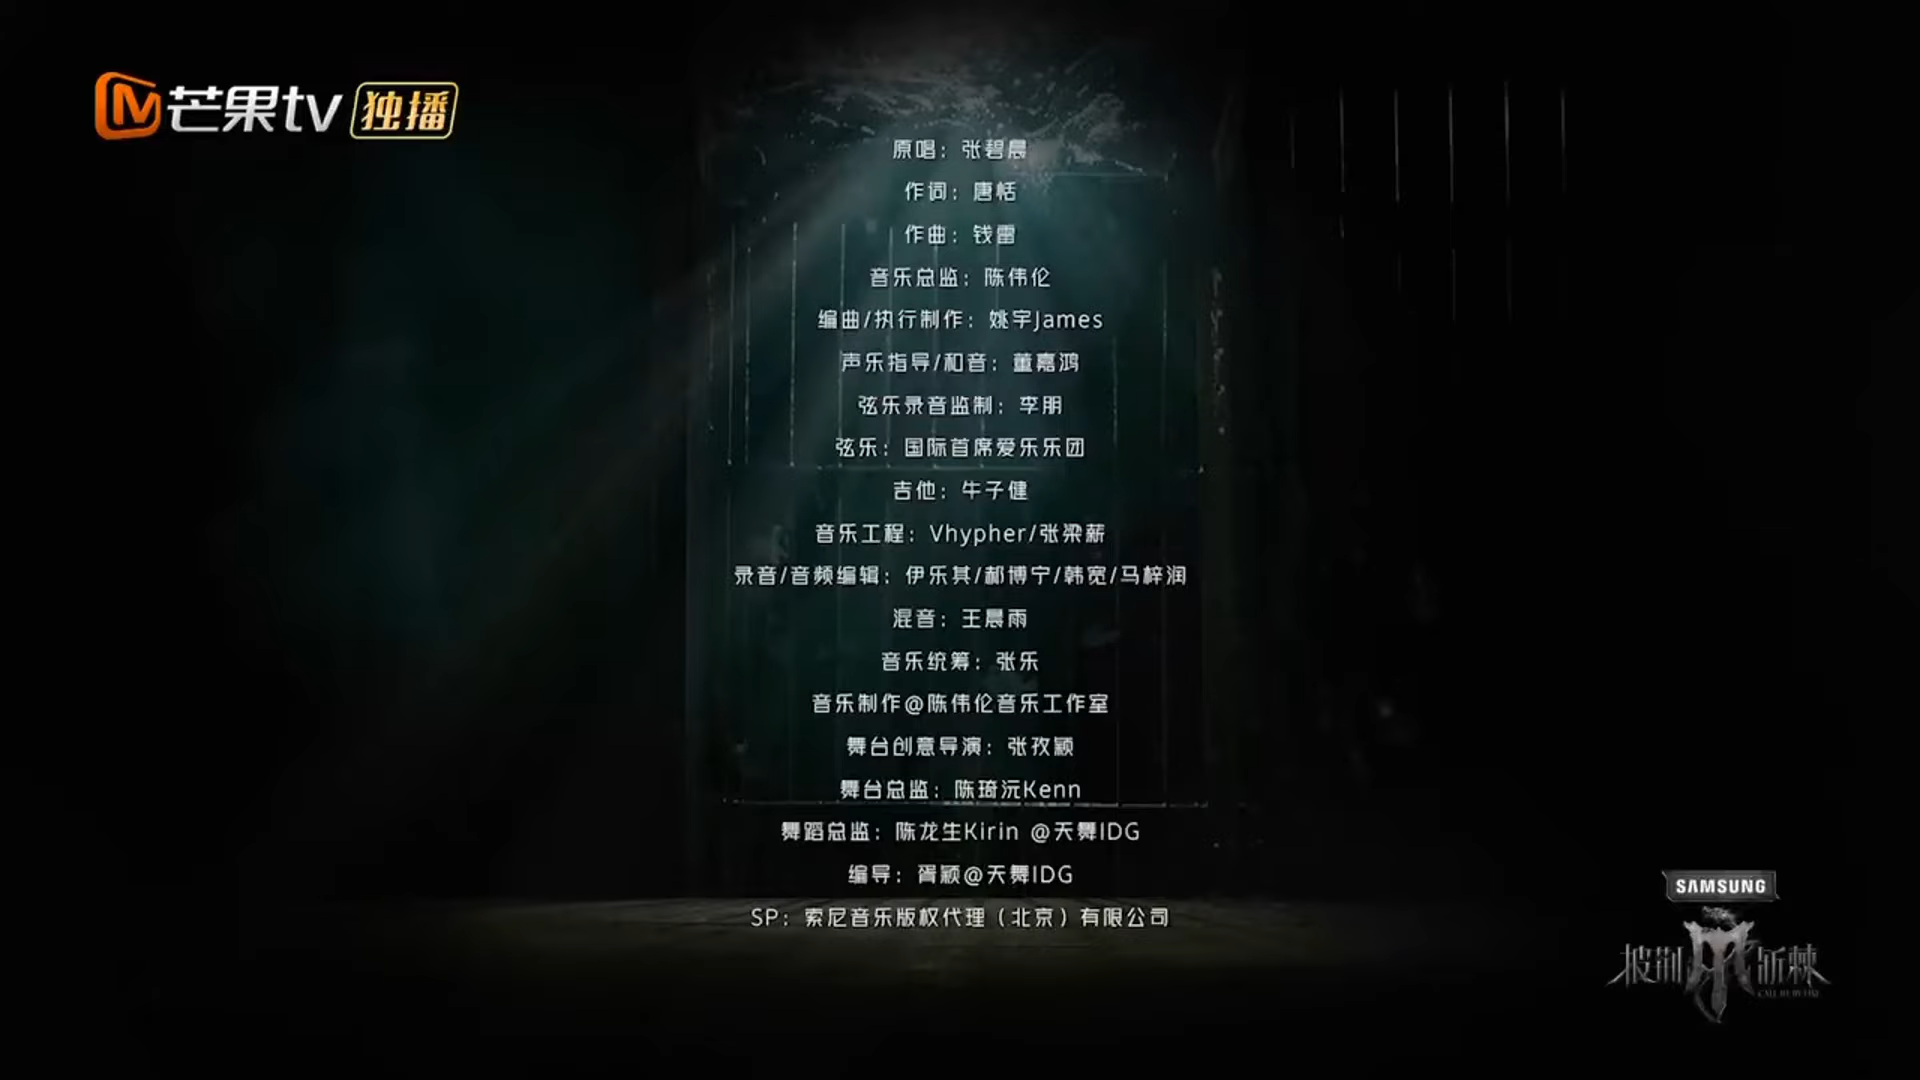 芒果tv 独播
原唱：张碧晨
作词：唐恬
作曲：钱雷
音乐总监：陈伟伦
编曲/执行制作：姚宇James
声乐指导/和音：董嘉鸿
弦乐录音监制：李朋
弦乐：国际首席爱乐乐团
吉他：牛子健
音乐工程：Vhypher/张梁薪
录音/音频编辑：伊乐其/郝博宁/韩宽/马梓润
混音：王晨雨
音乐统筹：张乐
音乐制作@陈伟伦音乐工作室
舞台创意导演：张孜颖
舞台总监：陈琦沅Kenn
舞蹈总监：陈龙生Kirin @天舞IDG
编导：胥颖@天舞IDG
SP：索尼音乐版权代理（北京）有限公司
SAMSUNG
披荆斩棘